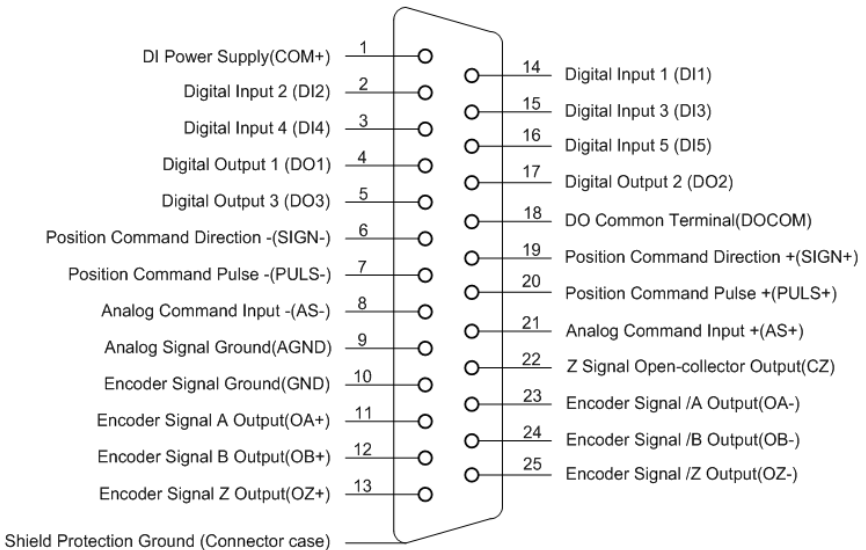 DI Power Supply(COM+) 1
Digital Input 2 (DI2) 2
Digital Input 4 (DI4) 3
Digital Output 1 (DO1) 4
Digital Output 3 (DO3) 5
Position Command Direction -(SIGN-) 6
Position Command Pulse -(PULS-) 7
Analog Command Input -(AS-) 8
Analog Signal Ground(AGND) 9
Encoder Signal Ground(GND) 10
Encoder Signal A Output(OA+) 11
Encoder Signal B Output(OB+) 12
Encoder Signal Z Output(OZ+) 13
Shield Protection Ground (Connector case)
14 Digital Input 1 (DI1)
15 Digital Input 3 (DI3)
16 Digital Input 5 (DI5)
17 Digital Output 2 (DO2)
18 DO Common Terminal(DOCOM)
19 Position Command Direction +(SIGN+)
20 Position Command Pulse +(PULS+)
21 Analog Command Input +(AS+)
22 Z Signal Open-collector Output(CZ)
23 Encoder Signal /A Output(OA-)
24 Encoder Signal /B Output(OB-)
25 Encoder Signal /Z Output(OZ-)